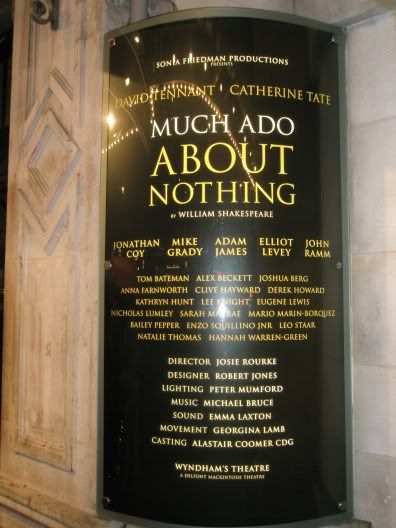 SONIA FRIEDMAN PRODUCTIONS
PRESENTS
DAVID TENNANT CATHERINE TATE
MUCH ADO
ABOUT
NOTHING
BY WILLIAM SHAKESPEARE
JONATHAN MIKE ADAM ELLIOT JOHN
COY GRADY JAMES LEVEY RAMM
TOM BATEMAN ALEX BECKETT JOSHUA BERG
ANNA FARNWORTH CLIVE HAYWARD DEREK HOWARD
KATHRYN HUNT LEE KNIGHT EUGENE LEWIS
NICHOLAS LUMLEY SARAH MACRAE MARIO MARIN-BORQUEZ
BAILEY PEPPER ENZO SQUILLINO JNR LEO STAAR
NATALIE THOMAS HANNAH WARREN-GREEN
DIRECTOR JOSIE ROURKE
DESIGNER ROBERT JONES
LIGHTING PETER MUMFORD
MUSIC MICHAEL BRUCE
SOUND EMMA LAXTON
MOVEMENT GEORGINA LAMB
CASTING ALASTAIR COOMER CDG
WYNDHAM'S THEATRE
A DELFONT MACKINTOSH THEATRE